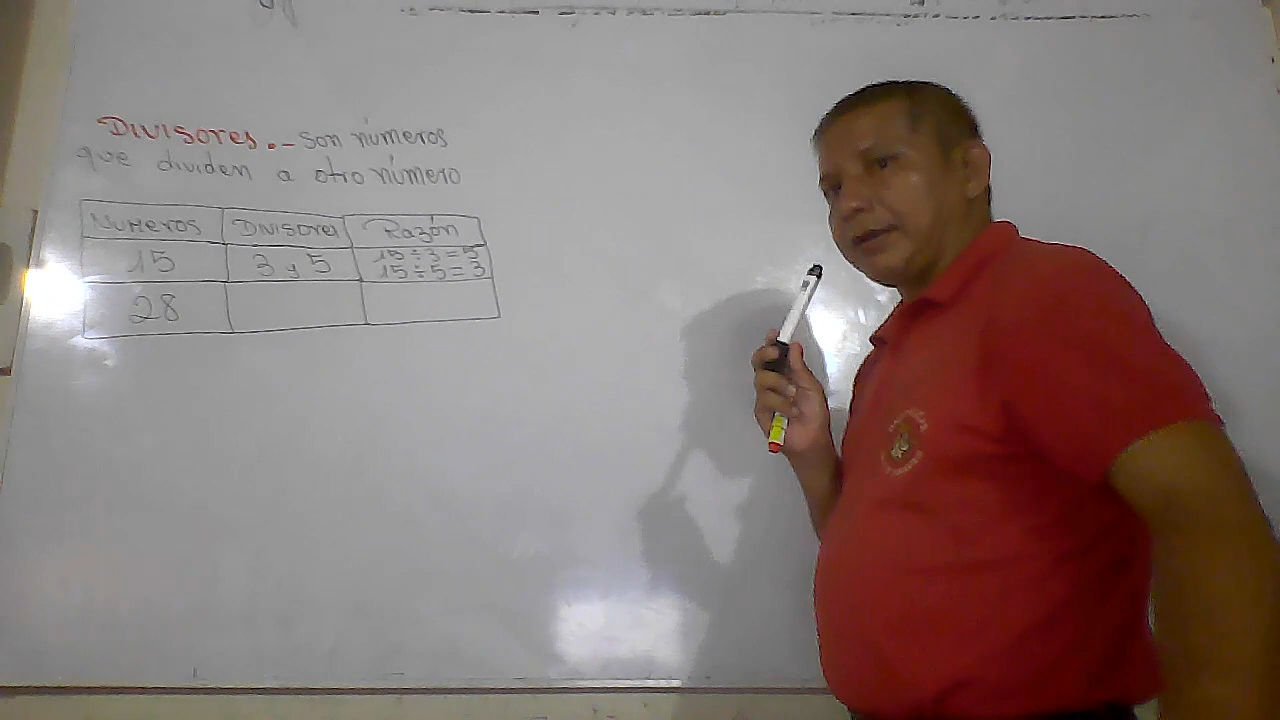 Divisores.- son números
que dividen a otro número
Numeros Divisores Razón
15 3 y 5 15 ÷ 3 = 5
15 ÷ 5 = 3
28